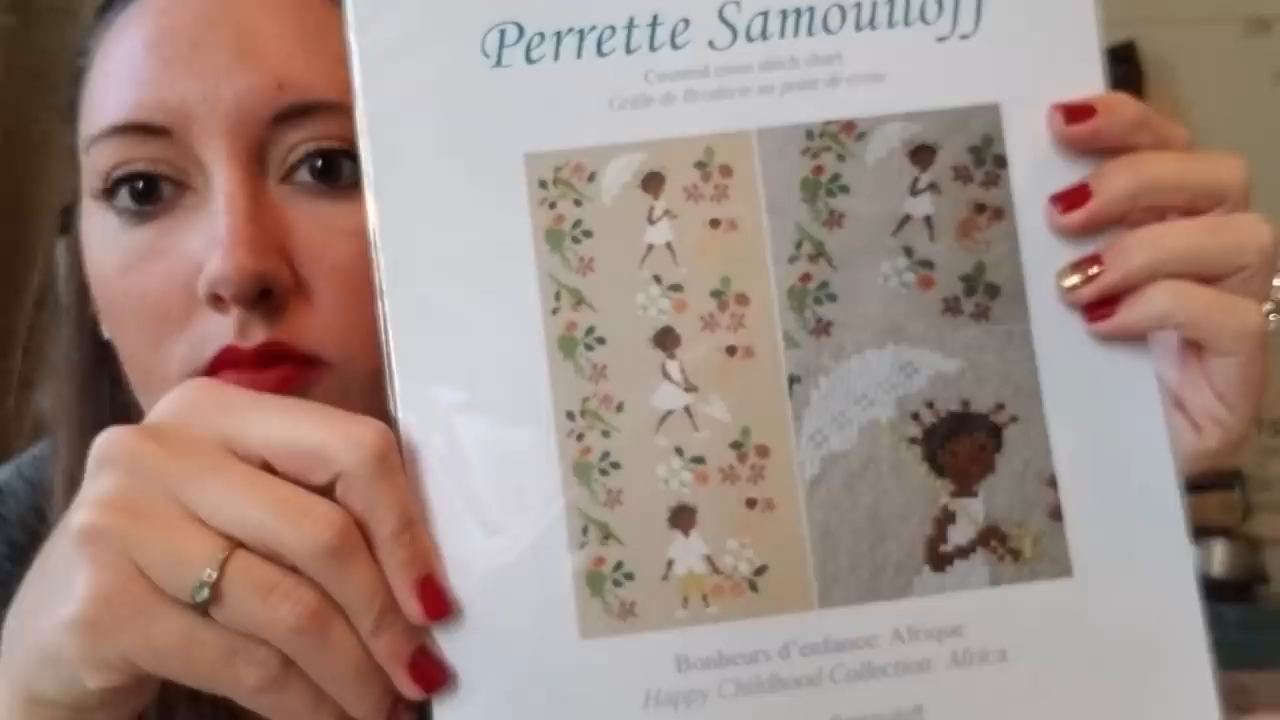 Perrette Samouiloff
Counted cross stitch chart
Grille de Broderie au point de croix
Bonheurs d'enfance: Afrique
Happy Childhood Collection: Africa